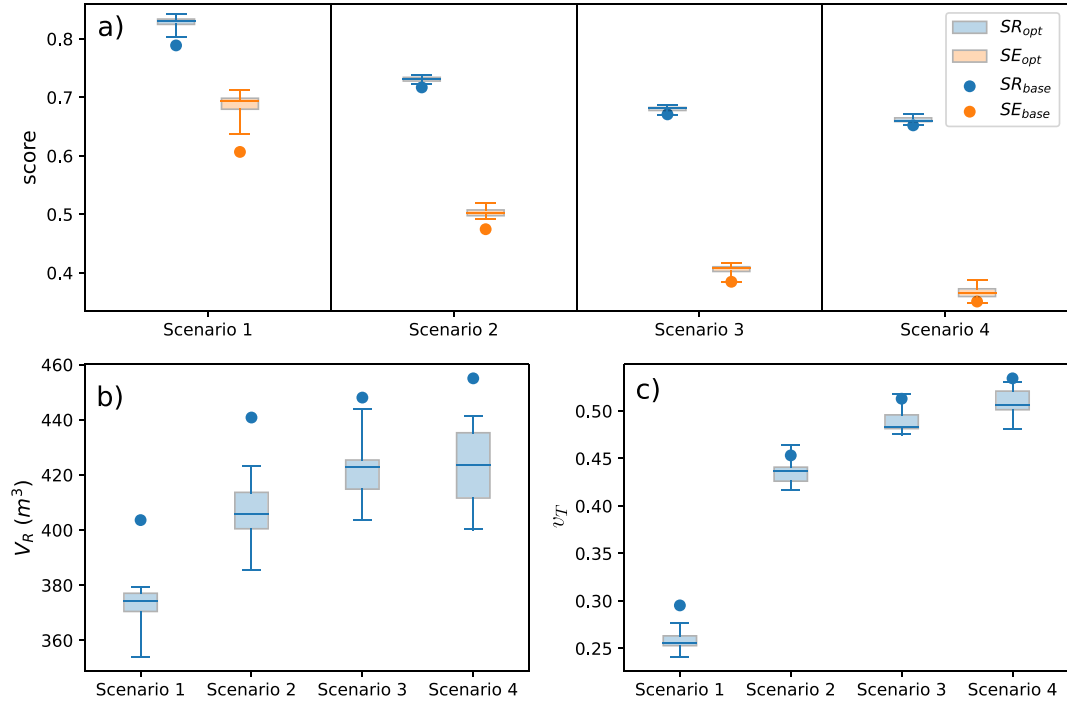 a)
score
0.8
0.7
0.6
0.5
0.4
SR_opt
SE_opt
SR_base
SE_base
Scenario 1 Scenario 2 Scenario 3 Scenario 4
b)
V_R (m^3)
460
440
420
400
380
360
Scenario 1 Scenario 2 Scenario 3 Scenario 4
c)
v_T
0.50
0.45
0.40
0.35
0.30
0.25
Scenario 1 Scenario 2 Scenario 3 Scenario 4